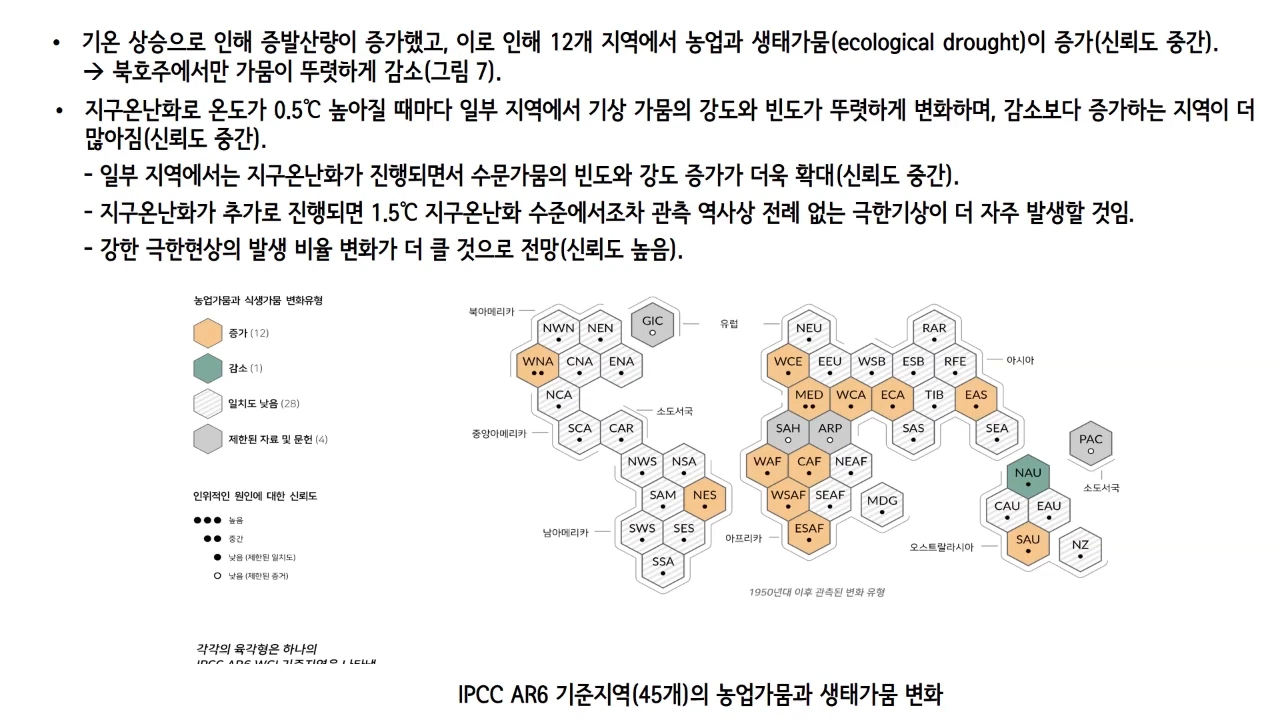 • 기온 상승으로 인해 증발산량이 증가했고, 이로 인해 12개 지역에서 농업과 생태가뭄(ecological drought)이 증가(신뢰도 중간).
→ 북호주에서만 가뭄이 뚜렷하게 감소(그림 7).
• 지구온난화로 온도가 0.5℃ 높아질 때마다 일부 지역에서 기상 가뭄의 강도와 빈도가 뚜렷하게 변화하며, 감소보다 증가하는 지역이 더
많아짐(신뢰도 중간).
- 일부 지역에서는 지구온난화가 진행되면서 수문가뭄의 빈도와 강도 증가가 더욱 확대(신뢰도 중간).
- 지구온난화가 추가로 진행되면 1.5℃ 지구온난화 수준에서조차 관측 역사상 전례 없는 극한기상이 더 자주 발생할 것임.
- 강한 극한현상의 발생 비율 변화가 더 클 것으로 전망(신뢰도 높음).
농업가뭄과 식생가뭄 변화유형
증가 (12)
감소 (1)
일치도 낮음 (28)
제한된 자료 및 문헌 (4)
인위적인 원인에 대한 신뢰도
높음
중간
낮음 (제한된 일치도)
낮음 (제한된 증거)
각각의 육각형은 하나의
IPCC AR6 WGI 기준지역을 나타냄
북아메리카
GIC
유럽
NWN NEN
WNA CNA ENA
NCA
소도서국
중앙아메리카
SCA CAR
NWS NSA
SAM NES
남아메리카
SWS SES
SSA
NEU RAR
WCE EEU WSB ESB RFE
아시아
MED WCA ECA TIB EAS
SAH ARP SAS SEA
WAF CAF NEAF
WSAF SEAF MDG
아프리카
ESAF
PAC
NAU
소도서국
CAU EAU
오스트랄라시아
SAU NZ
1950년대 이후 관측된 변화 유형
IPCC AR6 기준지역(45개)의 농업가뭄과 생태가뭄 변화